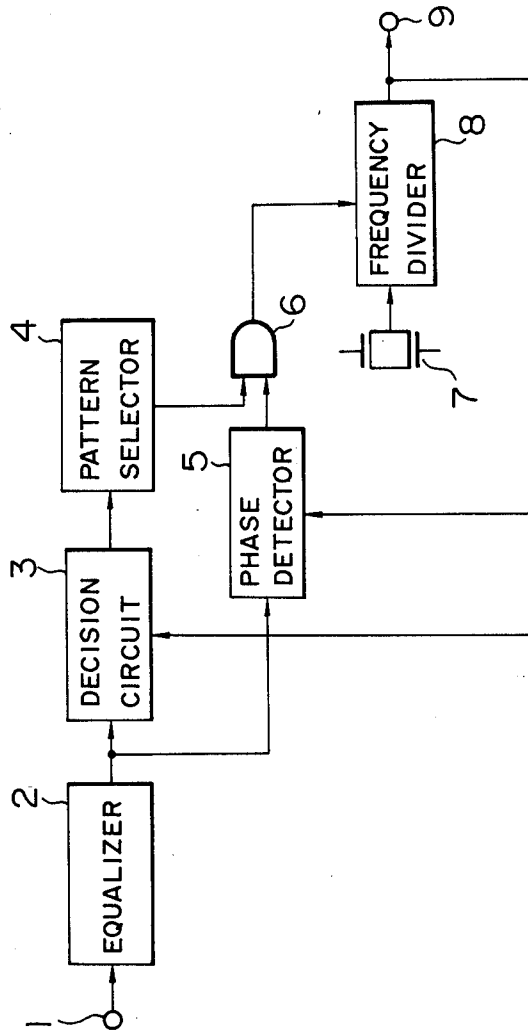 1
2
EQUALIZER
3
DECISION
CIRCUIT
4
PATTERN
SELECTOR
5
PHASE
DETECTOR
6
7
FREQUENCY
DIVIDER
8
9